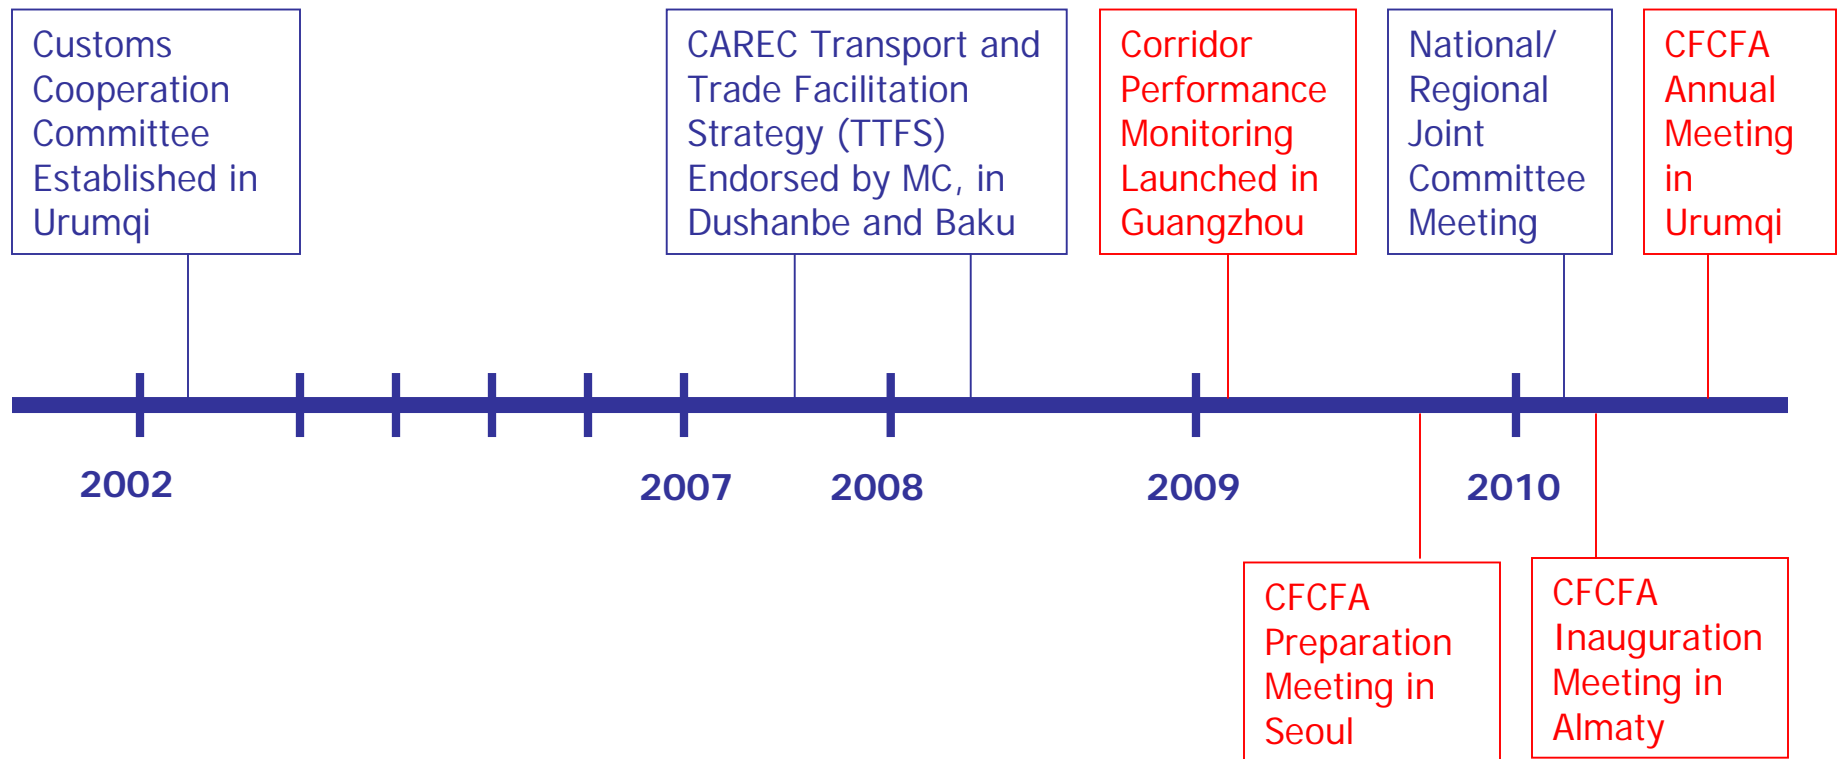 Customs
Cooperation
Committee
Established in
Urumqi
CAREC Transport and
Trade Facilitation
Strategy (TTFS)
Endorsed by MC, in
Dushanbe and Baku
Corridor
Performance
Monitoring
Launched in
Guangzhou
National/
Regional
Joint
Committee
Meeting
CFCFA
Annual
Meeting
in
Urumqi
2002
2007
2008
2009
2010
CFCFA
Preparation
Meeting in
Seoul
CFCFA
Inauguration
Meeting in
Almaty